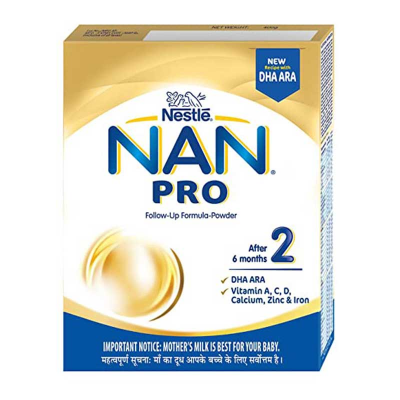 NET WEIGHT:
NEW
Recipe with
DHA ARA
Nestlé
NAN®
PRO
Follow-Up Formula-Powder
After
6 months
2
✓ DHA ARA
✓ Vitamin A, C, D,
Calcium, Zinc & Iron
IMPORTANT NOTICE: MOTHER'S MILK IS BEST FOR YOUR BABY.
महत्वपूर्ण सूचना: माँ का दूध आपके बच्चे के लिए सर्वोत्तम है।